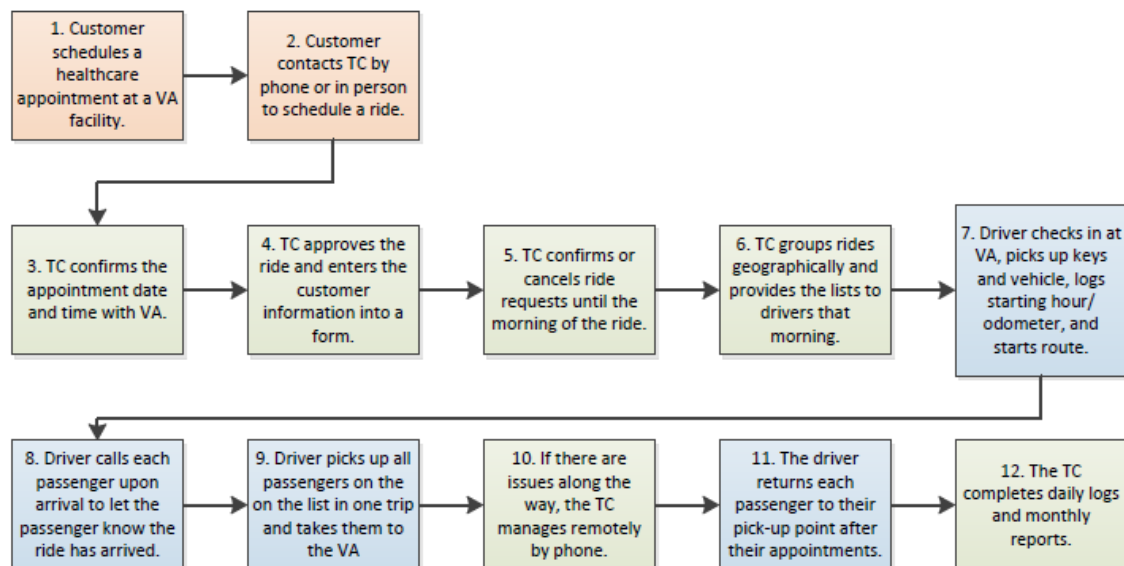 1. Customer
schedules a
healthcare
appointment at a VA
facility.
2. Customer
contacts TC by
phone or in person
to schedule a ride.
3. TC confirms the
appointment date
and time with VA.
4. TC approves the
ride and enters the
customer
information into a
form.
5. TC confirms or
cancels ride
requests until the
morning of the ride.
6. TC groups rides
geographically and
provides the lists to
drivers that
morning.
7. Driver checks in at
VA, picks up keys
and vehicle, logs
starting hour/
odometer, and
starts route.
8. Driver calls each
passenger upon
arrival to let the
passenger know the
ride has arrived.
9. Driver picks up all
passengers on the
on the list in one trip
and takes them to
the VA
10. If there are
issues along the
way, the TC
manages remotely
by phone.
11. The driver
returns each
passenger to their
pick-up point after
their appointments.
12. The TC
completes daily logs
and monthly
reports.